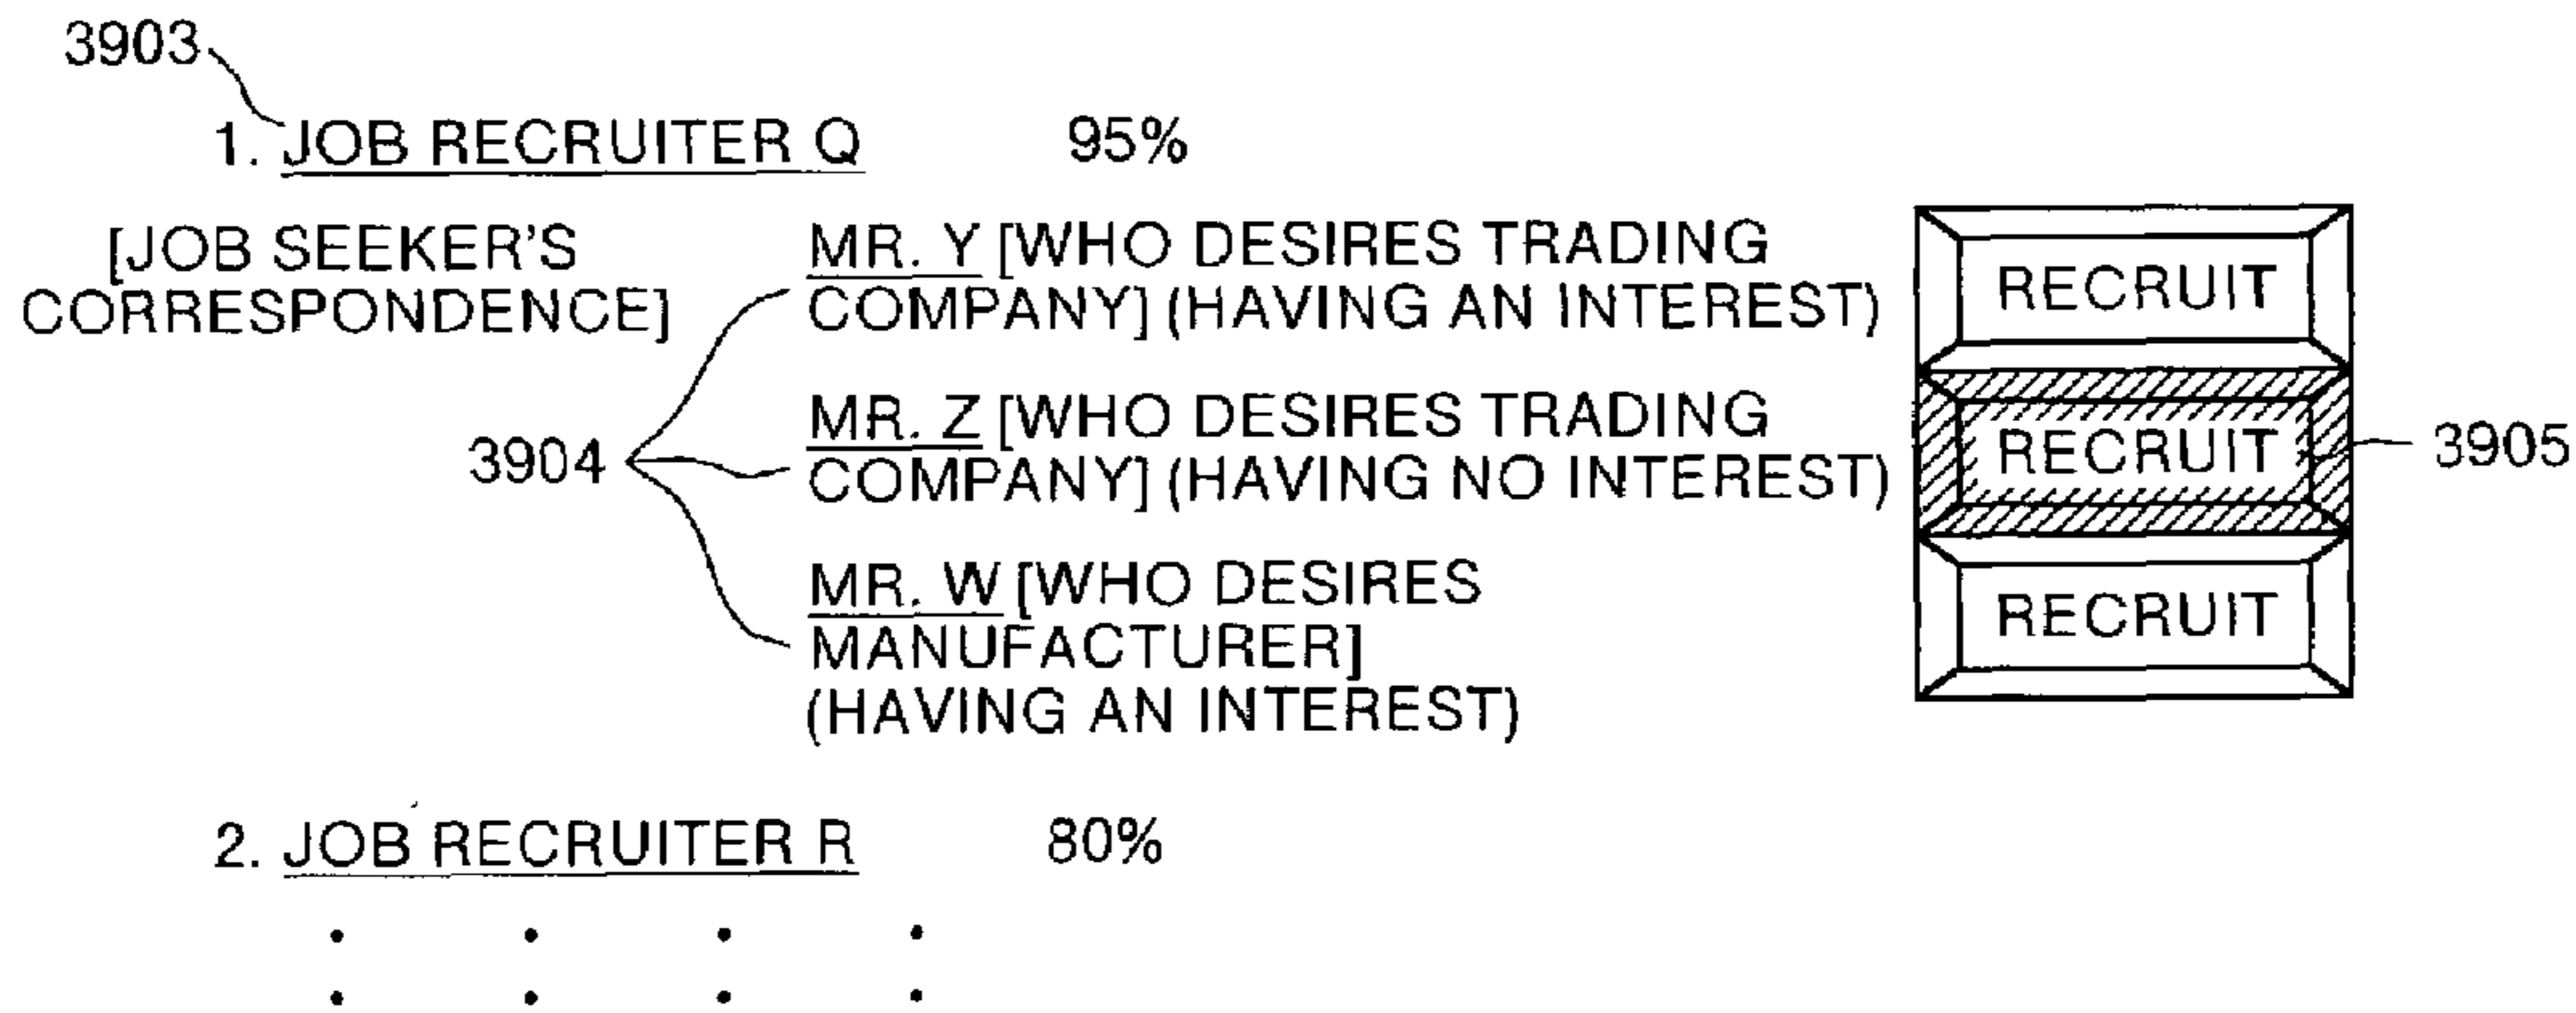 3903
1. JOB RECRUITER Q 95%
[JOB SEEKER'S
CORRESPONDENCE]
MR. Y [WHO DESIRES TRADING
COMPANY] (HAVING AN INTEREST)
RECRUIT
3904
MR. Z [WHO DESIRES TRADING
COMPANY] (HAVING NO INTEREST)
RECRUIT
3905
MR. W [WHO DESIRES
MANUFACTURER]
(HAVING AN INTEREST)
RECRUIT
2. JOB RECRUITER R 80%